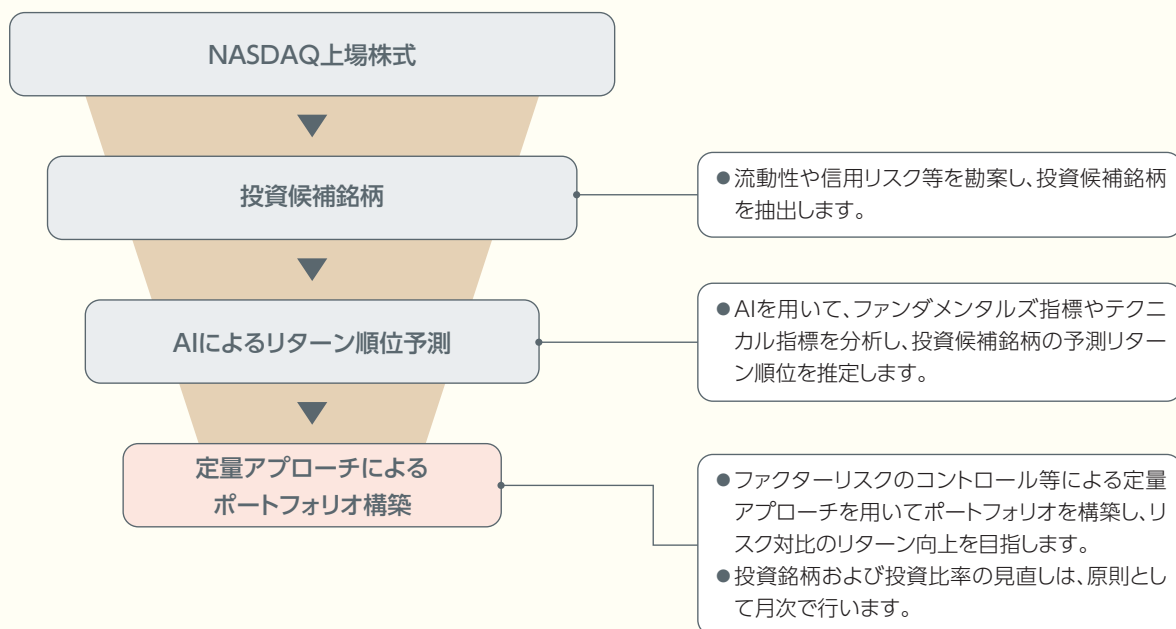 NASDAQ上場株式
投資候補銘柄
●流動性や信用リスク等を勘案し、投資候補銘柄
を抽出します。
AIによるリターン順位予測
●AIを用いて、ファンダメンタルズ指標やテクニ
カル指標を分析し、投資候補銘柄の予測リター
ン順位を推定します。
定量アプローチによる
ポートフォリオ構築
●ファクターリスクのコントロール等による定量
アプローチを用いてポートフォリオを構築し、リ
スク対比のリターン向上を目指します。
●投資銘柄および投資比率の見直しは、原則とし
て月次で行います。